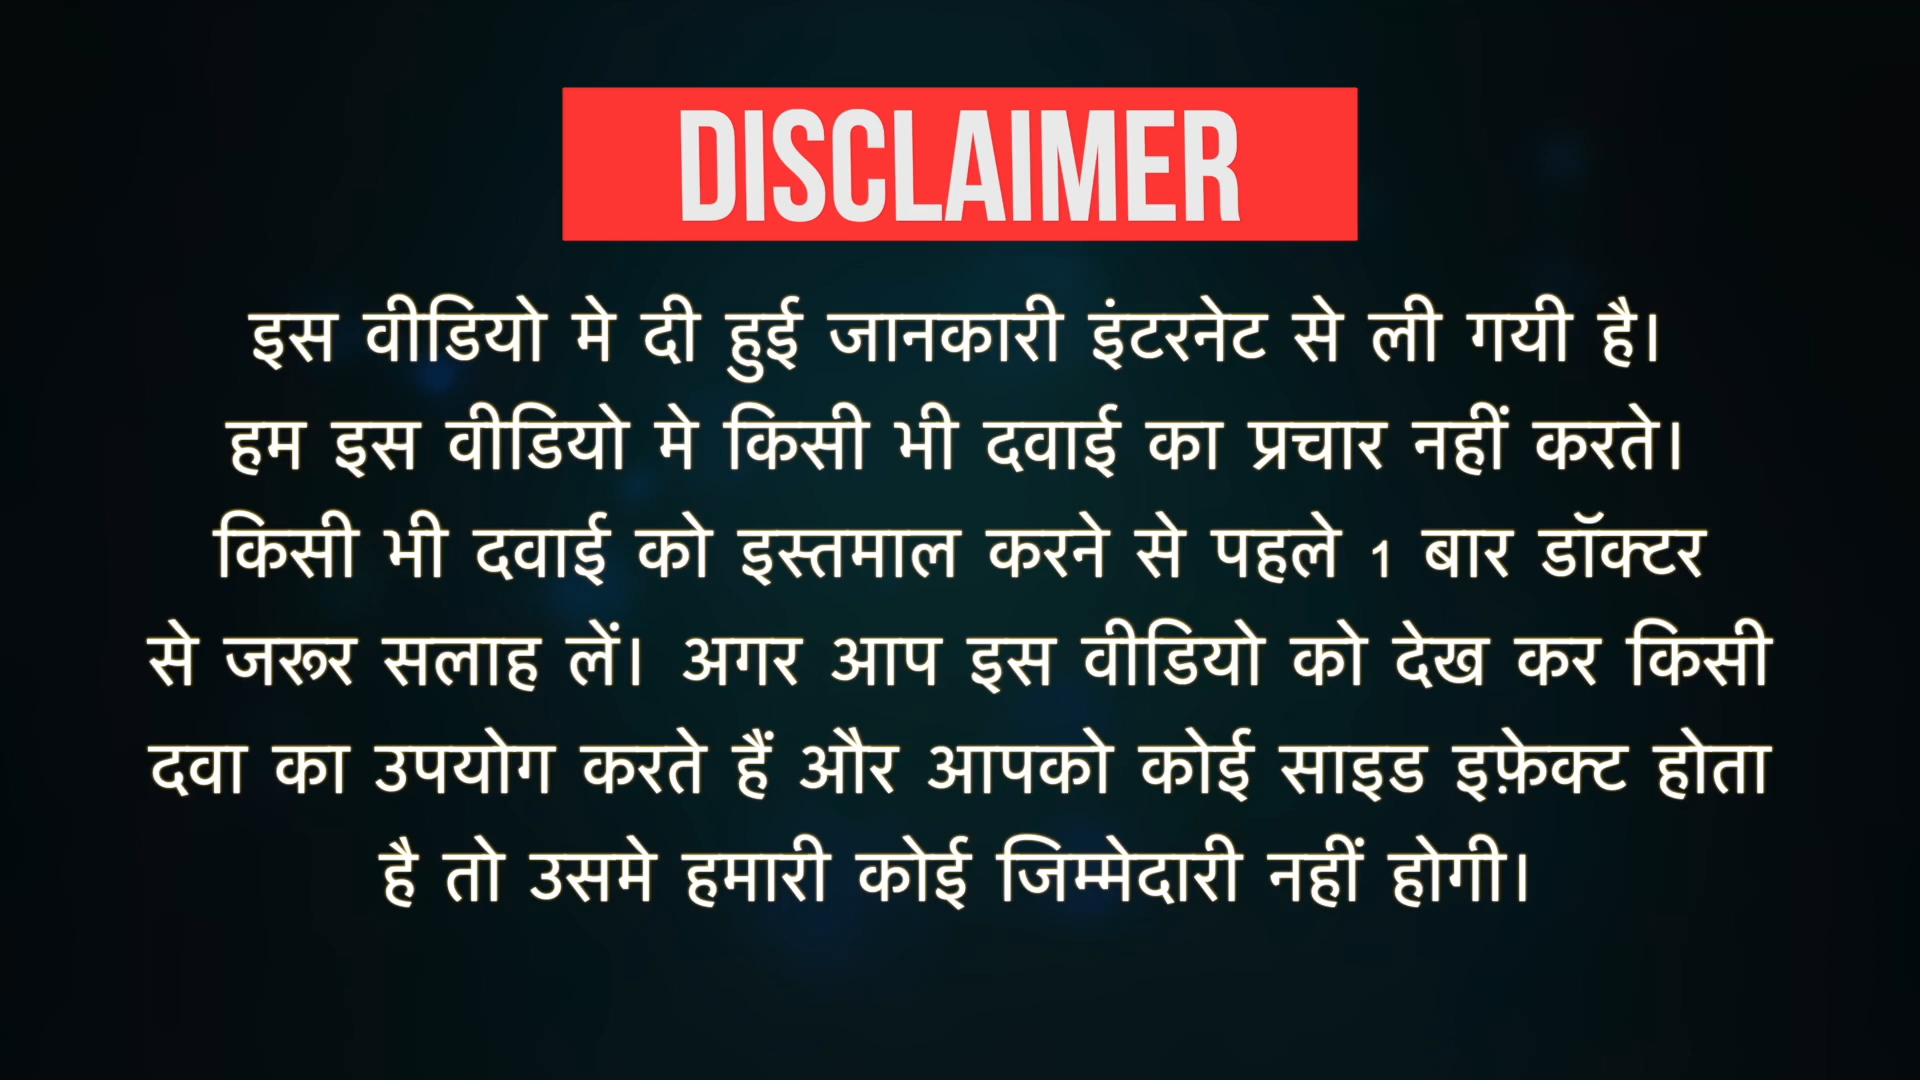 DISCLAIMER
इस वीडियो मे दी हुई जानकारी इंटरनेट से ली गयी है।
हम इस वीडियो मे किसी भी दवाई का प्रचार नहीं करते।
किसी भी दवाई को इस्तमाल करने से पहले 1 बार डॉक्टर
से जरूर सलाह लें। अगर आप इस वीडियो को देख कर किसी
दवा का उपयोग करते हैं और आपको कोई साइड इफ़ेक्ट होता
है तो उसमे हमारी कोई जिम्मेदारी नहीं होगी।